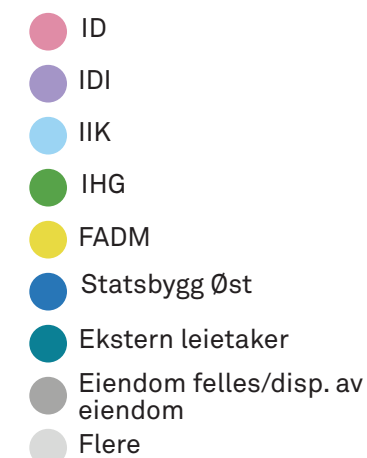 ID
IDI
IIK
IHG
FADM
Statsbygg Øst
Ekstern leietaker
Eiendom felles/disp. av
eiendom
Flere